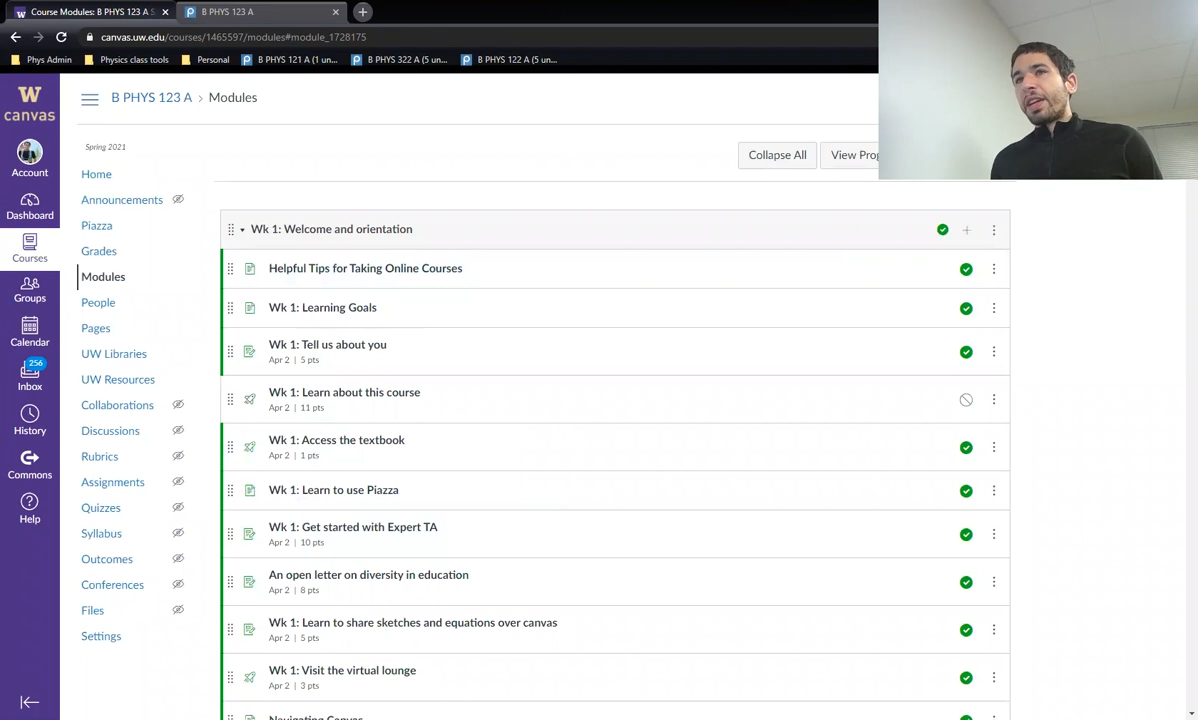 Course Modules: B PHYS 123 A S
B PHYS 123 A
canvas.uw.edu/courses/1465597/modules#module_1728175
Phys Admin
Physics class tools
Personal
B PHYS 121 A (1 un...
B PHYS 322 A (5 un...
B PHYS 122 A (5 un...
W
canvas
Account
Dashboard
Courses
Groups
Calendar
256
Inbox
History
Commons
Help
B PHYS 123 A > Modules
Spring 2021
Home
Announcements
Piazza
Grades
Modules
People
Pages
UW Libraries
UW Resources
Collaborations
Discussions
Rubrics
Assignments
Quizzes
Syllabus
Outcomes
Conferences
Files
Settings
Collapse All
View Prog
Wk 1: Welcome and orientation
Helpful Tips for Taking Online Courses
Wk 1: Learning Goals
Wk 1: Tell us about you
Apr 2 | 5 pts
Wk 1: Learn about this course
Apr 2 | 11 pts
Wk 1: Access the textbook
Apr 2 | 1 pts
Wk 1: Learn to use Piazza
Wk 1: Get started with Expert TA
Apr 2 | 10 pts
An open letter on diversity in education
Apr 2 | 8 pts
Wk 1: Learn to share sketches and equations over canvas
Apr 2 | 5 pts
Wk 1: Visit the virtual lounge
Apr 2 | 3 pts
Navigating Canvas